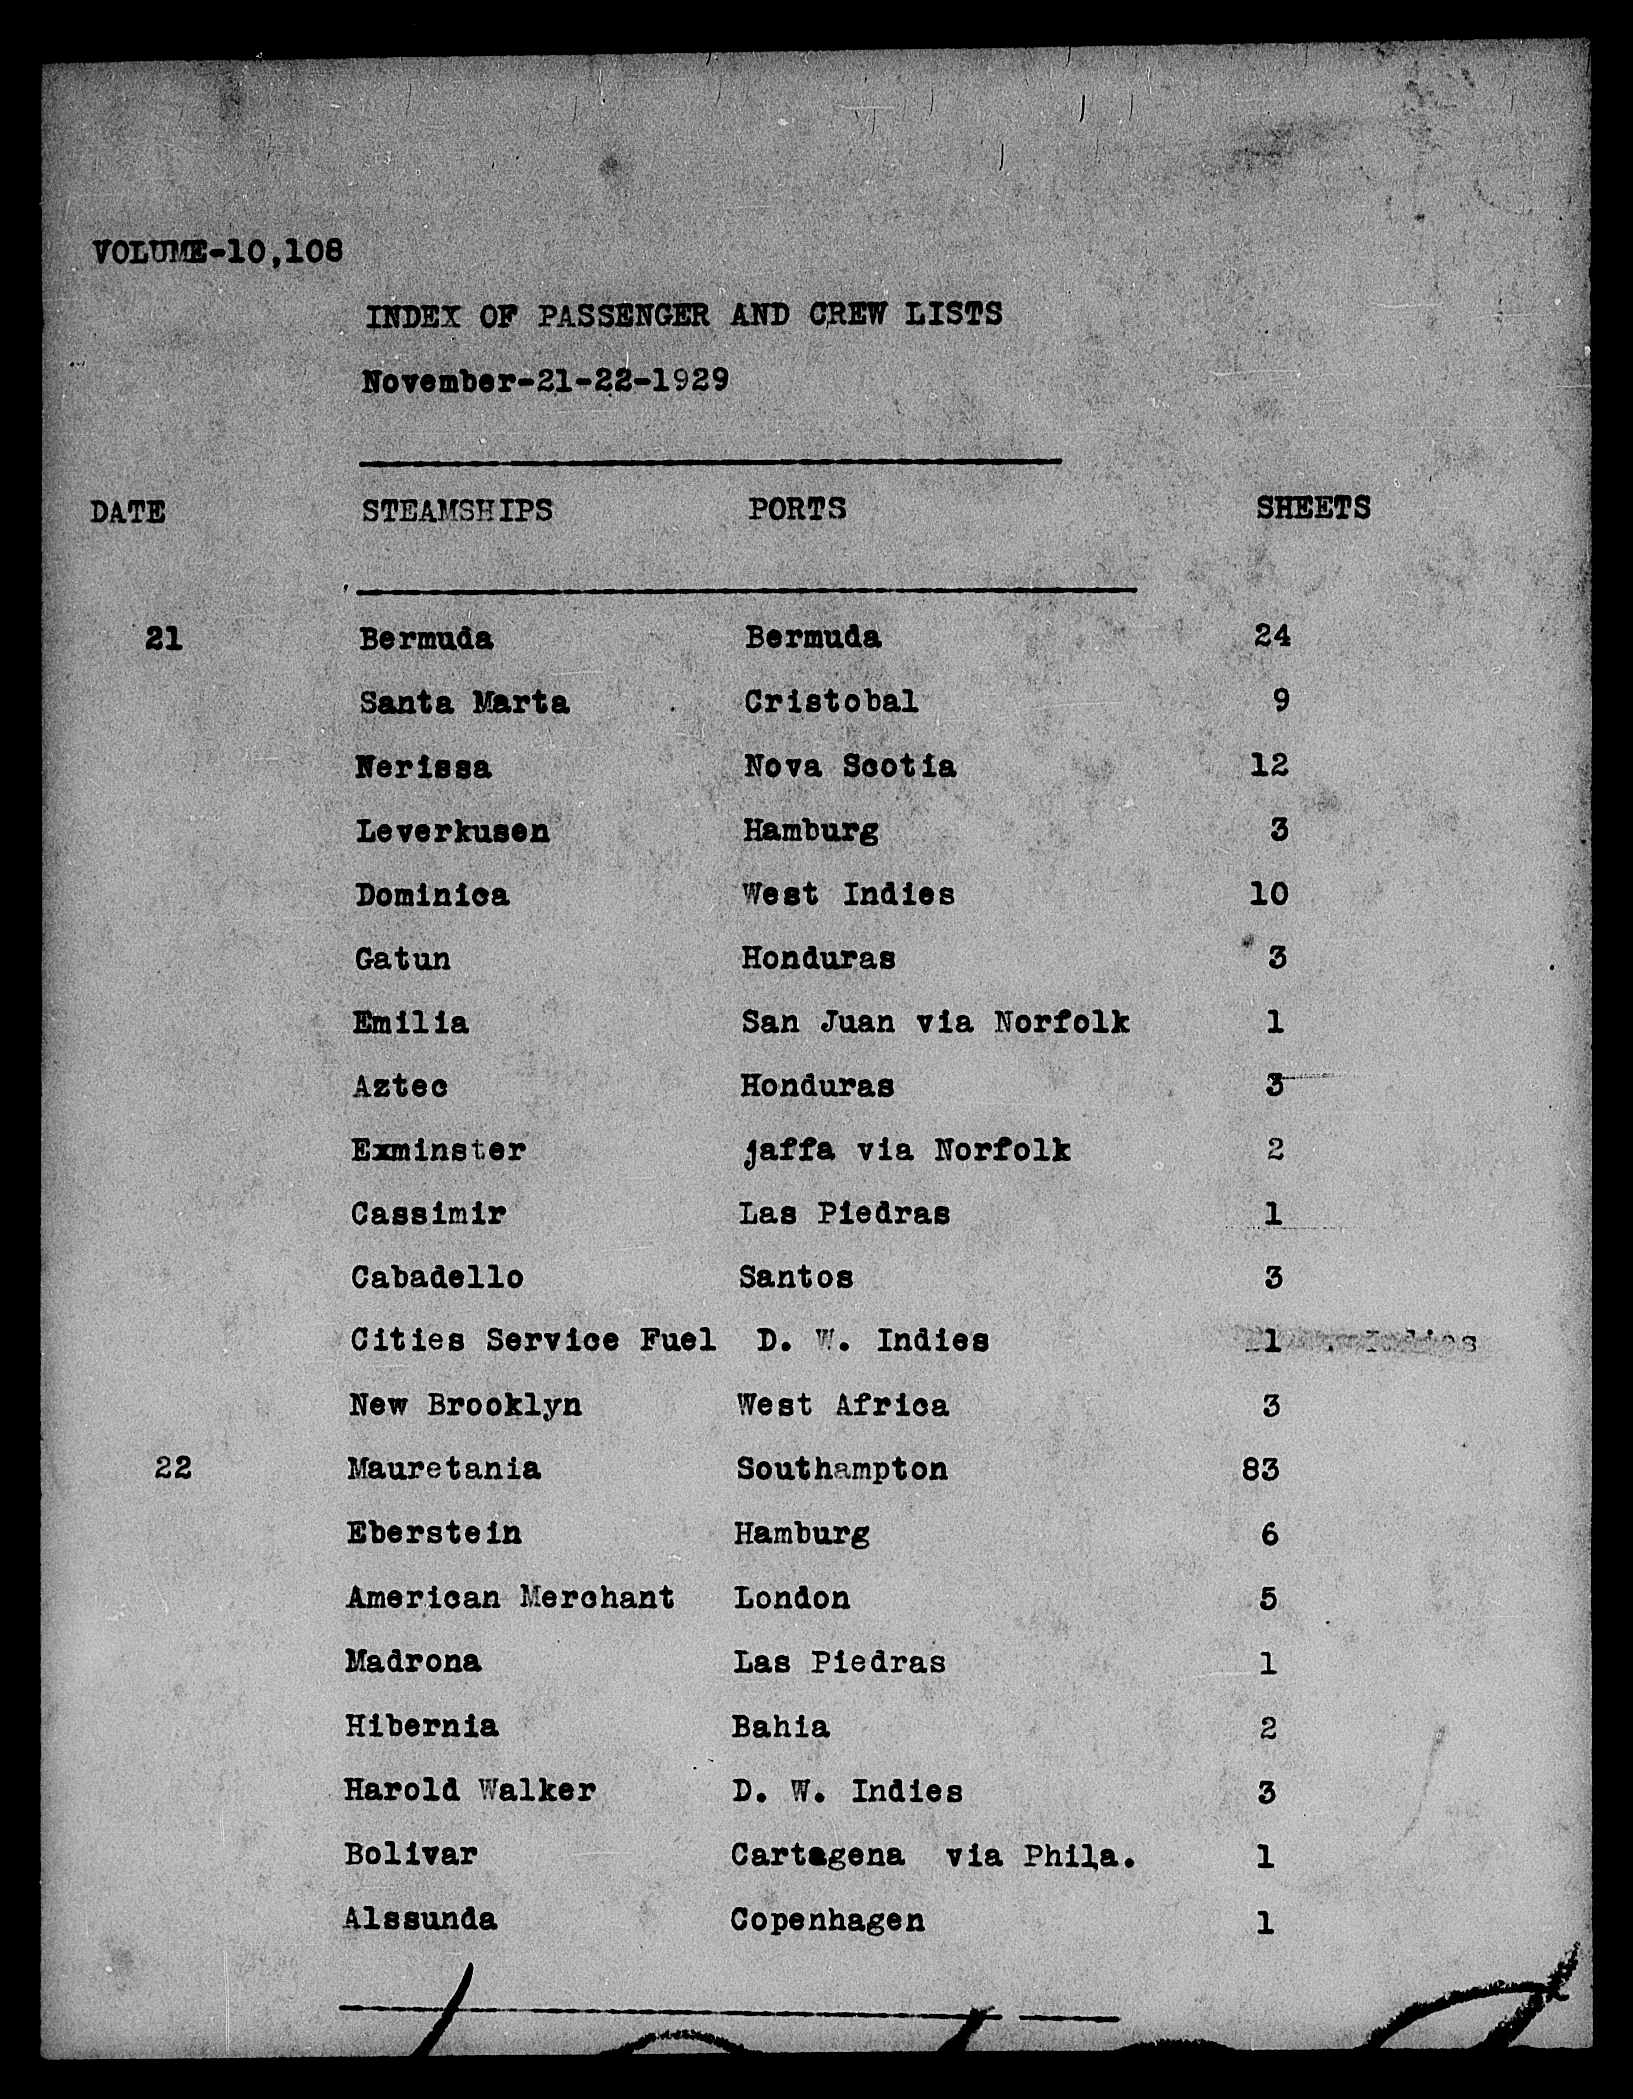 VOLUME-10,108
INDEX OF PASSENGER AND CREW LISTS
November-21-22-1929
DATE STEAMSHIPS PORTS SHEETS
21 Bermuda Bermuda 24
Santa Marta Cristobal 9
Nerissa Nova Scotia 12
Leverkusen Hamburg 3
Dominica West Indies 10
Gatun Honduras 3
Emilia San Juan via Norfolk 1
Aztec Honduras 3
Exminster jaffa via Norfolk 2
Cassimir Las Piedras 1
Cabadello Santos 3
Cities Service Fuel D. W. Indies 1
New Brooklyn West Africa 3
22 Mauretania Southampton 83
Eberstein Hamburg 6
American Merchant London 5
Madrona Las Piedras 1
Hibernia Bahia 2
Harold Walker D. W. Indies 3
Bolivar Cartagena via Phila. 1
Alssunda Copenhagen 1